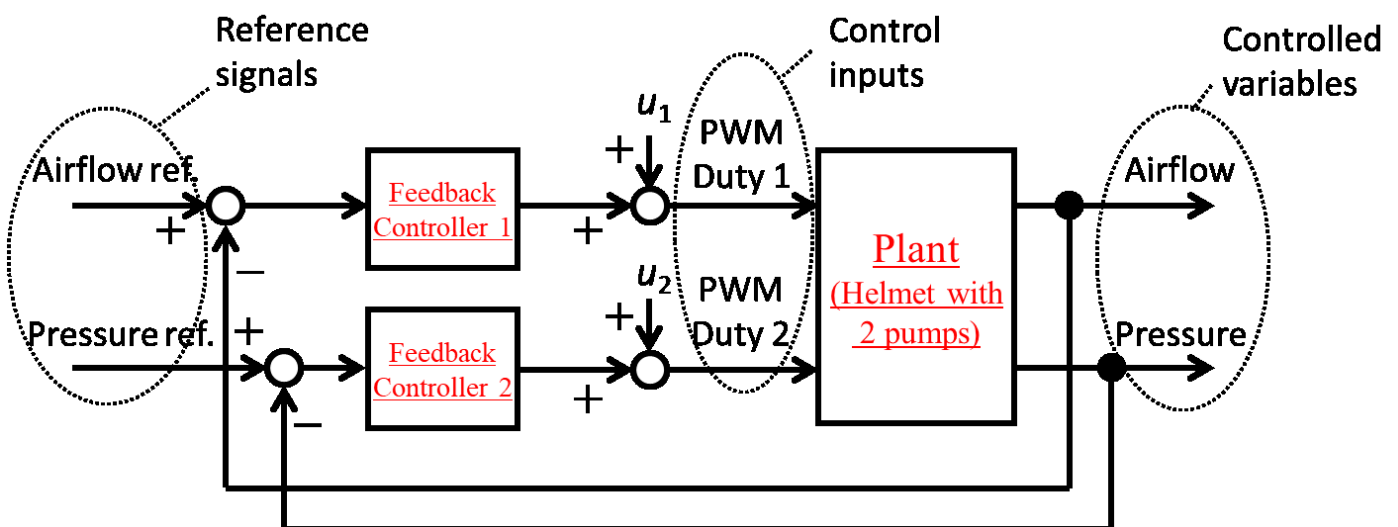 Reference
signals
Control
inputs
Controlled
variables
Airflow ref.
+
−
Feedback
Controller 1
+
+
u1
PWM
Duty 1
Plant
(Helmet with
2 pumps)
Airflow
Pressure ref.
+
−
Feedback
Controller 2
+
+
u2
PWM
Duty 2
Pressure